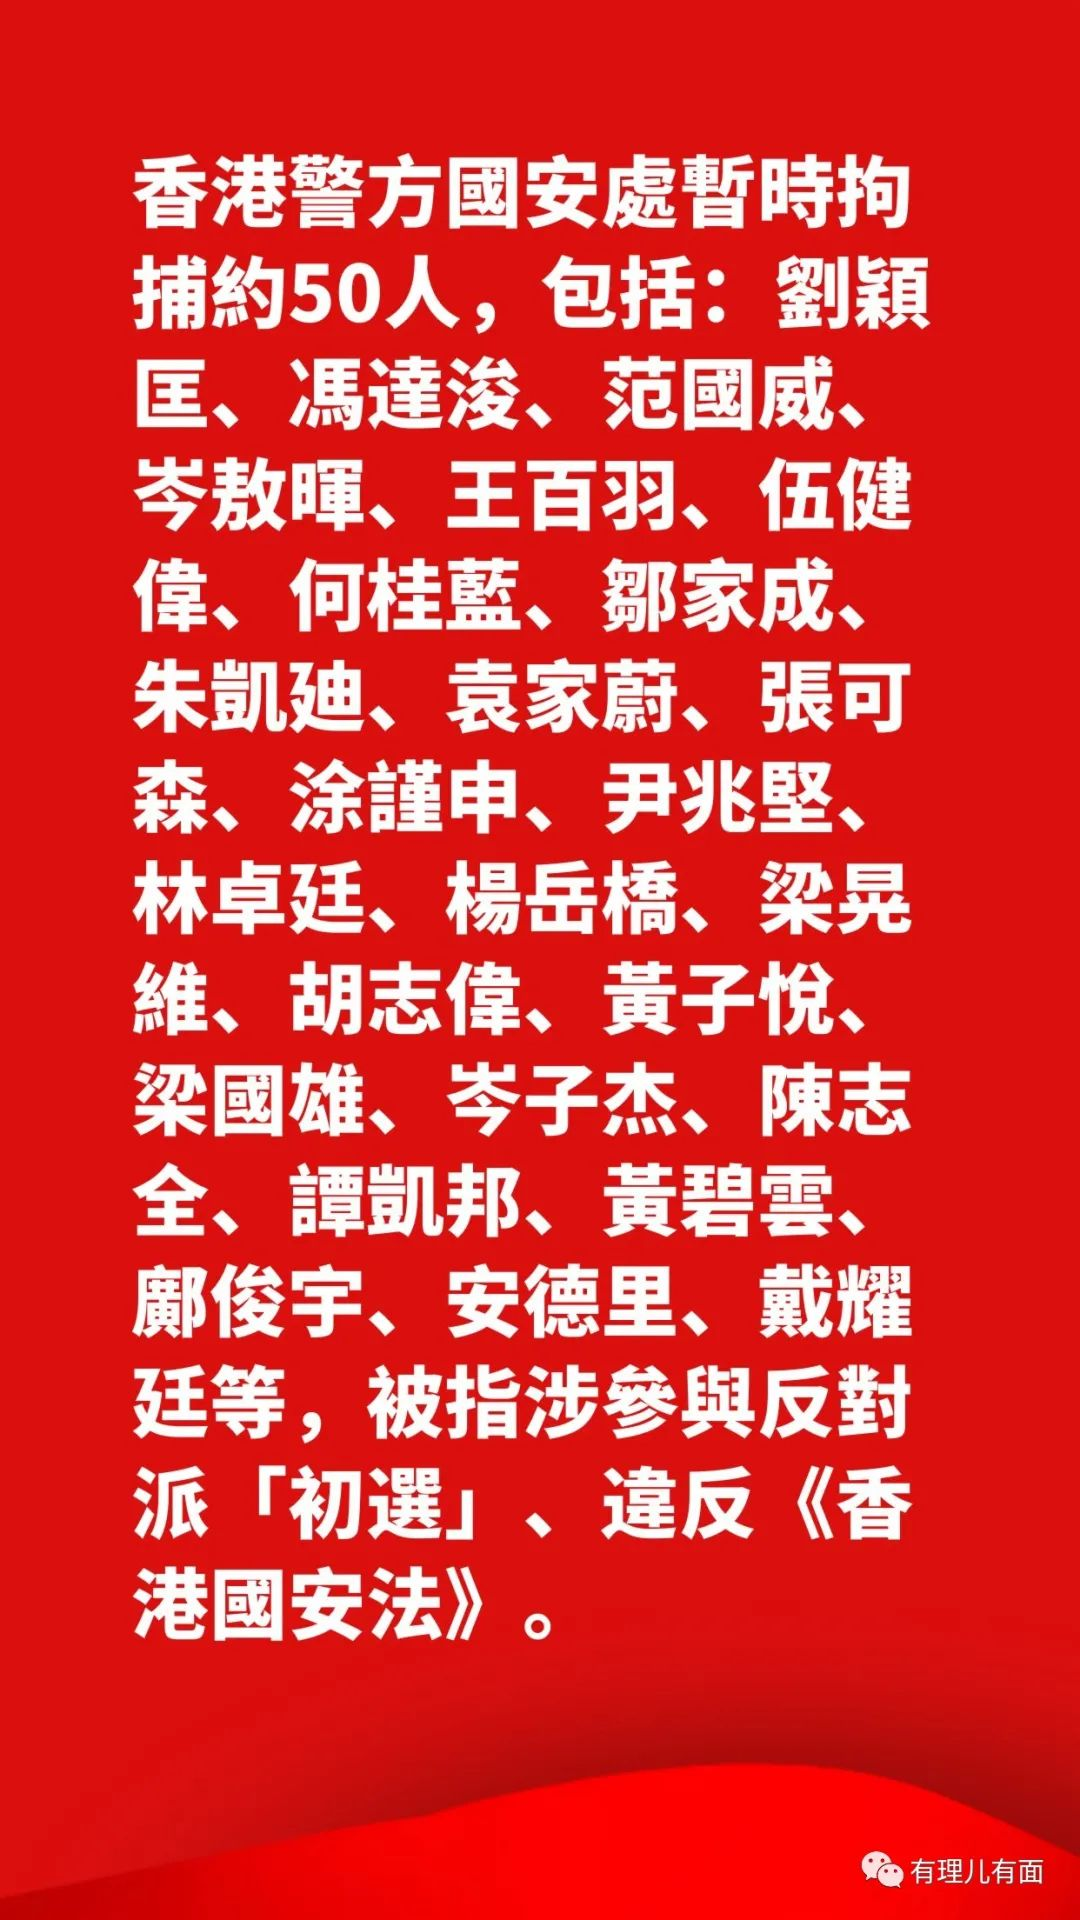 香港警方國安處暫時拘
捕約50人，包括：劉穎
匡、馮達浚、范國威、
岑敖暉、王百羽、伍健
偉、何桂藍、鄒家成、
朱凱廸、袁家蔚、張可
森、涂謹申、尹兆堅、
林卓廷、楊岳橋、梁晃
維、胡志偉、黃子悅、
梁國雄、岑子杰、陳志
全、譚凱邦、黃碧雲、
鄺俊宇、安德里、戴耀
廷等，被指涉參與反對
派「初選」、違反《香
港國安法》。
有理儿有面